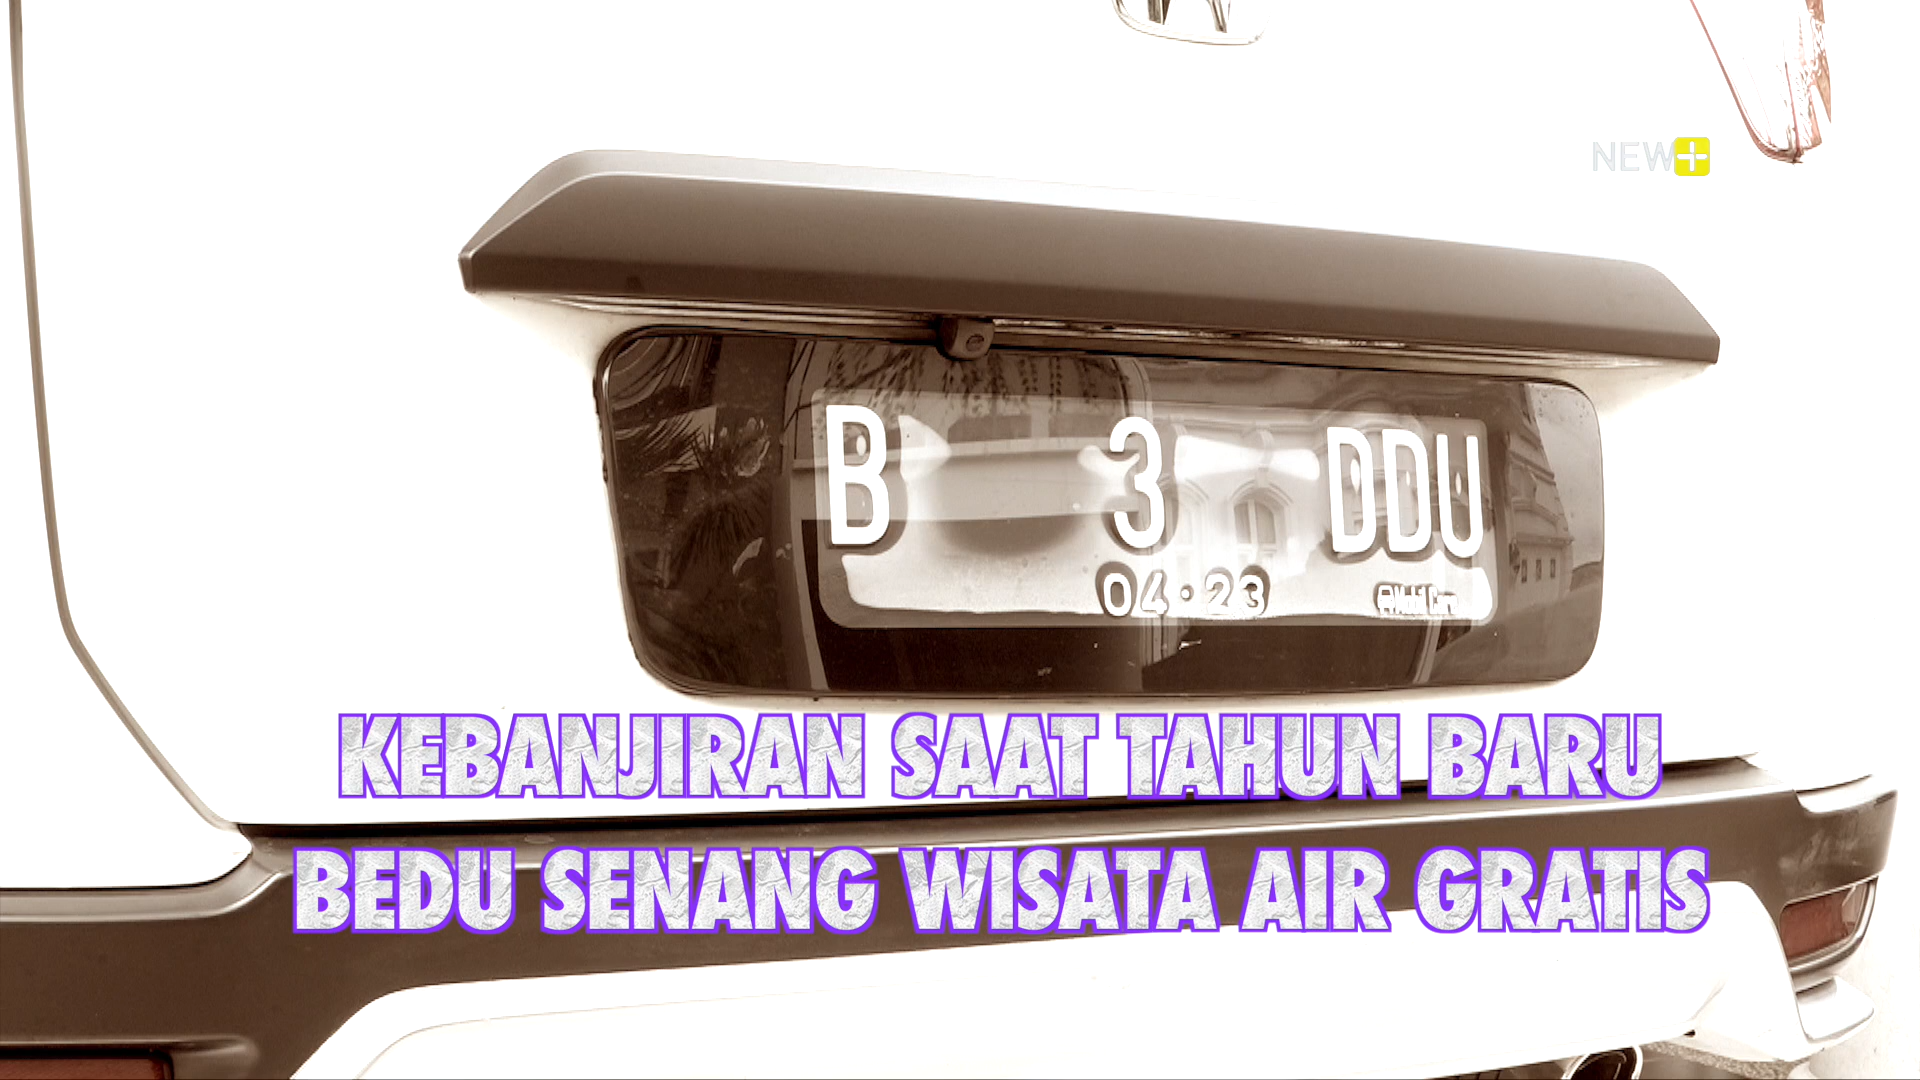 NEW+
B 3 DDU
04·23
KEBANJIRAN SAAT TAHUN BARU
BEDU SENANG WISATA AIR GRATIS